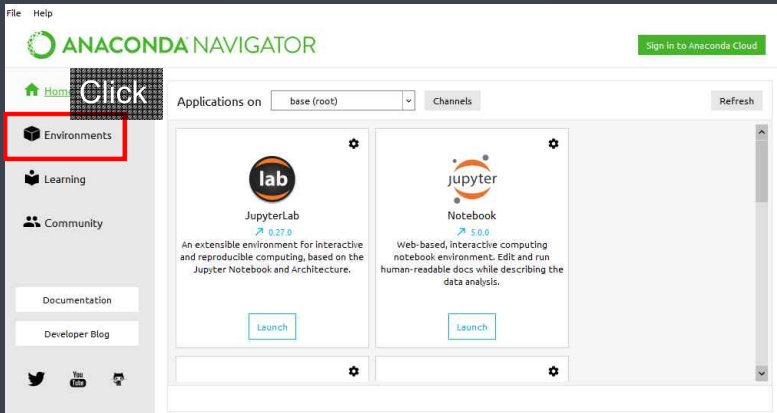 File Help
ANACONDA NAVIGATOR
Sign in to Anaconda Cloud
Home
Click
Environments
Learning
Community
Documentation
Developer Blog
You
Tube
Applications on base (root) Channels Refresh
lab
JupyterLab
0.27.0
An extensible environment for interactive
and reproducible computing, based on the
Jupyter Notebook and Architecture.
Launch
jupyter
Notebook
5.0.0
Web-based, interactive computing
notebook environment. Edit and run
human-readable docs while describing the
data analysis.
Launch